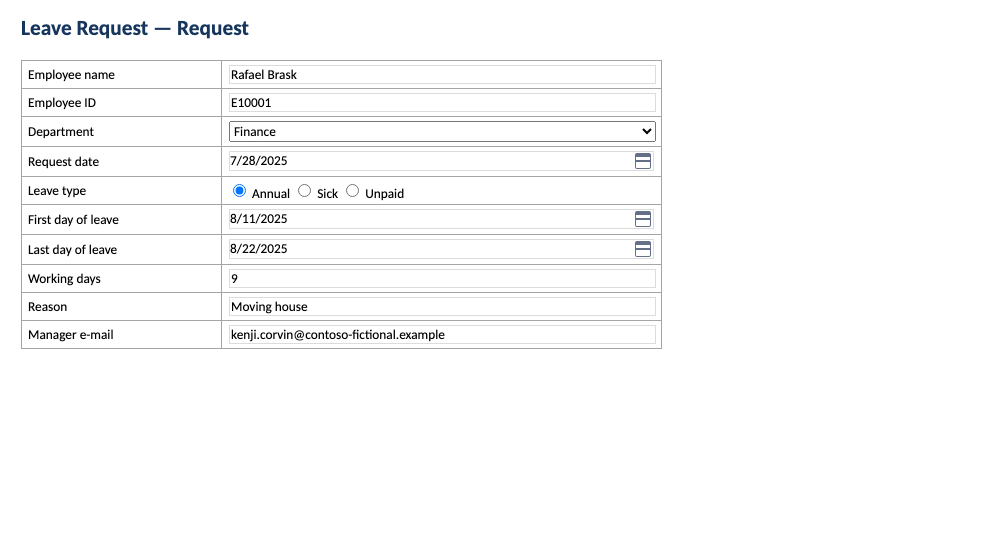 Leave Request — Request
Employee name Rafael Brask
Employee ID E10001
Department Finance
Request date 7/28/2025
Leave type Annual Sick Unpaid
First day of leave 8/11/2025
Last day of leave 8/22/2025
Working days 9
Reason Moving house
Manager e-mail kenji.corvin@contoso-fictional.example